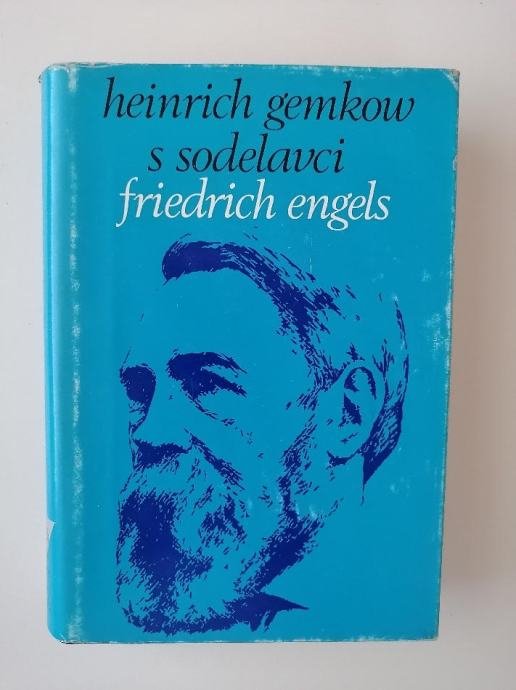 heinrich gemkow
s sodelavci
friedrich engels